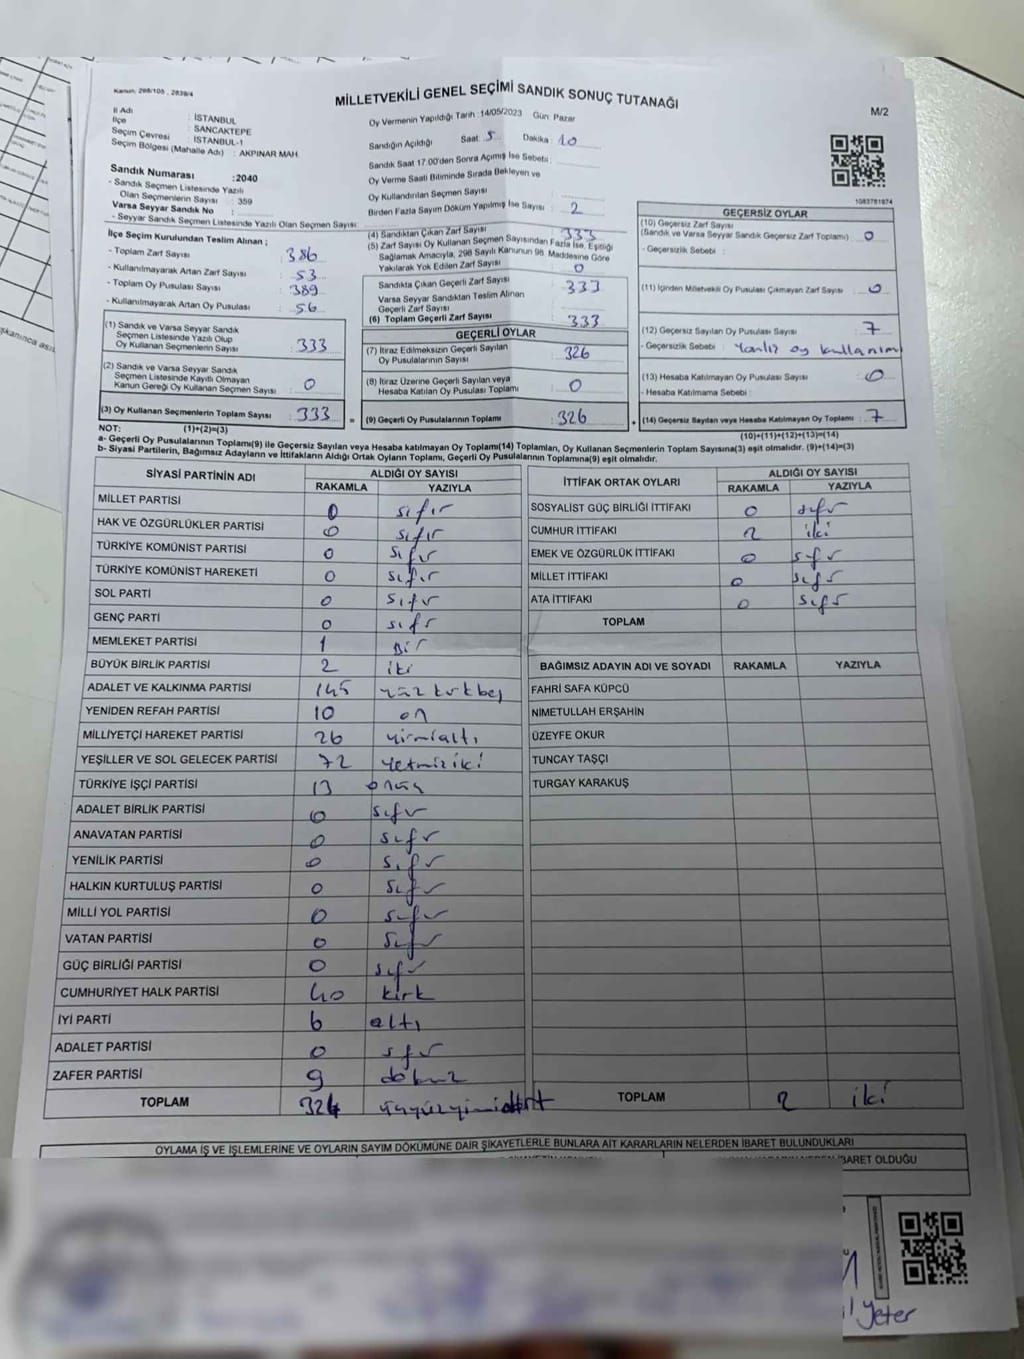 Kanun: 298/105 , 2839/4
MİLLETVEKİLİ GENEL SEÇİMİ SANDIK SONUÇ TUTANAĞI
M/2
İl Adı : İSTANBUL
İlçe : SANCAKTEPE
Seçim Çevresi : İSTANBUL-1
Seçim Bölgesi (Mahalle Adı) : AKPINAR MAH
Sandık Numarası :2040
- Sandık Seçmen Listesinde Yazılı
Olan Seçmenlerin Sayısı : 359
Varsa Seyyar Sandık No :
- Seyyar Sandık Seçmen Listesinde Yazılı Olan Seçmen Sayısı:
Oy Vermenin Yapıldığı Tarih :14/05/2023 Gün: Pazar
Sandığın Açıldığı Saat: 5 Dakika: 10
Sandık Saat 17.00'den Sonra Açımış İse Sebebi:
Oy Verme Saati Bitiminde Sırada Bekleyen ve
Oy Kullandırılan Seçmen Sayısı :
Birden Fazla Sayım Döküm Yapılmış İse Sayısı : 2
1083781874
İlçe Seçim Kurulundan Teslim Alınan ;
- Toplam Zarf Sayısı : 386
- Kullanılmayarak Artan Zarf Sayısı : 53
- Toplam Oy Pusulası Sayısı : 389
- Kullanılmayarak Artan Oy Pusulası : 56
(4) Sandıktan Çıkan Zarf Sayısı : 333
(5) Zarf Sayısı Oy Kullanan Seçmen Sayısından Fazla İse, Eşitliği
Sağlamak Amacıyla, 298 Sayılı Kanunun 98. Maddesine Göre
Yakılarak Yok Edilen Zarf Sayısı : 0
Sandıkta Çıkan Geçerli Zarf Sayısı : 333
Varsa Seyyar Sandıktan Teslim Alınan
Geçerli Zarf Sayısı
(6) Toplam Geçerli Zarf Sayısı : 333
GEÇERSİZ OYLAR
(10) Geçersiz Zarf Sayısı
(Sandık ve Varsa Seyyar Sandık Geçersiz Zarf Toplamı) : 0
- Geçersizlik Sebebi :
(11) İçinden Milletvekili Oy Pusulası Çıkmayan Zarf Sayısı : 0
(12) Geçersiz Sayılan Oy Pusulası Sayısı : 7
- Geçersizlik Sebebi : Yanlız oy kullanımı
(13) Hesaba Katılmayan Oy Pusulası Sayısı : 0
- Hesaba Katılmama Sebebi :
(14) Geçersiz Sayılan veya Hesaba Katılmayan Oy Toplamı : 7
(1) Sandık ve Varsa Seyyar Sandık
Seçmen Listesinde Yazılı Olup
Oy Kullanan Seçmenlerin Sayısı : 333
(2) Sandık ve Varsa Seyyar Sandık
Seçmen Listesinde Kayıtlı Olmayan
Kanun Gereği Oy Kullanan Seçmen Sayısı : 0
(3) Oy Kullanan Seçmenlerin Toplam Sayısı : 333
GEÇERLİ OYLAR
(7) İtiraz Edilmeksizin Geçerli Sayılan
Oy Pusulalarının Sayısı : 326
(8) İtiraz Üzerine Geçerli Sayılan veya
Hesaba Katılan Oy Pusulası Toplamı : 0
= (9) Geçerli Oy Pusulalarının Toplamı : 326 +
NOT: (1)+(2)=(3) (10)+(11)+(12)+(13)=(14)
a- Geçerli Oy Pusulalarının Toplamı(9) ile Geçersiz Sayılan veya Hesaba katılmayan Oy Toplamı(14) Toplamları, Oy Kullanan Seçmenlerin Toplam Sayısına(3) eşit olmalıdır. (9)+(14)=(3)
b- Siyasi Partilerin, Bağımsız Adayların ve İttifakların Aldığı Ortak Oyların Toplamı, Geçerli Oy Pusulalarının Toplamına(9) eşit olmalıdır.
SİYASİ PARTİNİN ADI ALDIĞI OY SAYISI
RAKAMLA YAZIYLA
MİLLET PARTİSİ 0 sıfır
HAK VE ÖZGÜRLÜKLER PARTİSİ 0 sıfır
TÜRKİYE KOMÜNİST PARTİSİ 0 sıfır
TÜRKİYE KOMÜNİST HAREKETİ 0 sıfır
SOL PARTİ 0 sıfır
GENÇ PARTİ 0 sıfır
MEMLEKET PARTİSİ 1 Bir
BÜYÜK BİRLİK PARTİSİ 2 iki
ADALET VE KALKINMA PARTİSİ 145 yüz kırkbeş
YENİDEN REFAH PARTİSİ 10 on
MİLLİYETÇİ HAREKET PARTİSİ 26 yirmialtı
YEŞİLLER VE SOL GELECEK PARTİSİ 72 yetmiş iki
TÜRKİYE İŞÇİ PARTİSİ 13 onüç
ADALET BİRLİK PARTİSİ 0 sıfır
ANAVATAN PARTİSİ 0 sıfır
YENİLİK PARTİSİ 0 sıfır
HALKIN KURTULUŞ PARTİSİ 0 sıfır
MİLLİ YOL PARTİSİ 0 sıfır
VATAN PARTİSİ 0 sıfır
GÜÇ BİRLİĞİ PARTİSİ 0 sıfır
CUMHURİYET HALK PARTİSİ 40 kırk
İYİ PARTİ 6 altı
ADALET PARTİSİ 0 sıfır
ZAFER PARTİSİ 9 dokuz
TOPLAM 324 üçyüzyirmidört
İTTİFAK ORTAK OYLARI ALDIĞI OY SAYISI
RAKAMLA YAZIYLA
SOSYALİST GÜÇ BİRLİĞİ İTTİFAKI 0 sıfır
CUMHUR İTTİFAKI 2 iki
EMEK VE ÖZGÜRLÜK İTTİFAKI 0 sıfır
MİLLET İTTİFAKI 0 sıfır
ATA İTTİFAKI 0 sıfır
TOPLAM
BAĞIMSIZ ADAYIN ADI VE SOYADI RAKAMLA YAZIYLA
FAHRİ SAFA KÜPCÜ
NİMETULLAH ERŞAHİN
ÜZEYFE OKUR
TUNCAY TAŞÇI
TURGAY KARAKUŞ
TOPLAM 2 iki
OYLAMA İŞ VE İŞLEMLERİNE VE OYLARIN SAYIM DÖKÜMÜNE DAİR ŞİKAYETLERLE BUNLARA AİT KARARLARIN NELERDEN İBARET BULUNDUKLARI
BARET OLDUĞU
Yeter